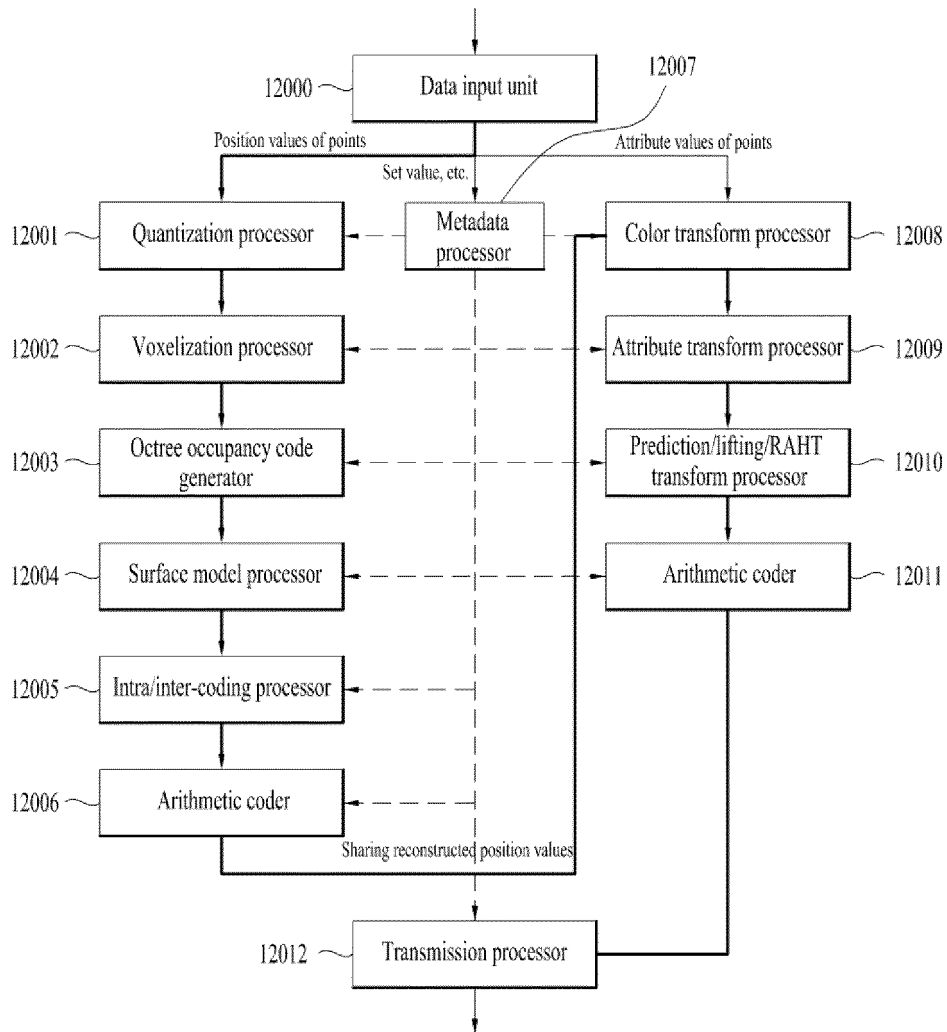 12000
Data input unit
12007
Position values of points
Set value, etc.
Attribute values of points
12001
Quantization processor
Metadata
processor
Color transform processor
12008
12002
Voxelization processor
Attribute transform processor
12009
12003
Octree occupancy code
generator
Prediction/lifting/RAHT
transform processor
12010
12004
Surface model processor
Arithmetic coder
12011
12005
Intra/inter-coding processor
12006
Arithmetic coder
Sharing reconstructed position values
12012
Transmission processor